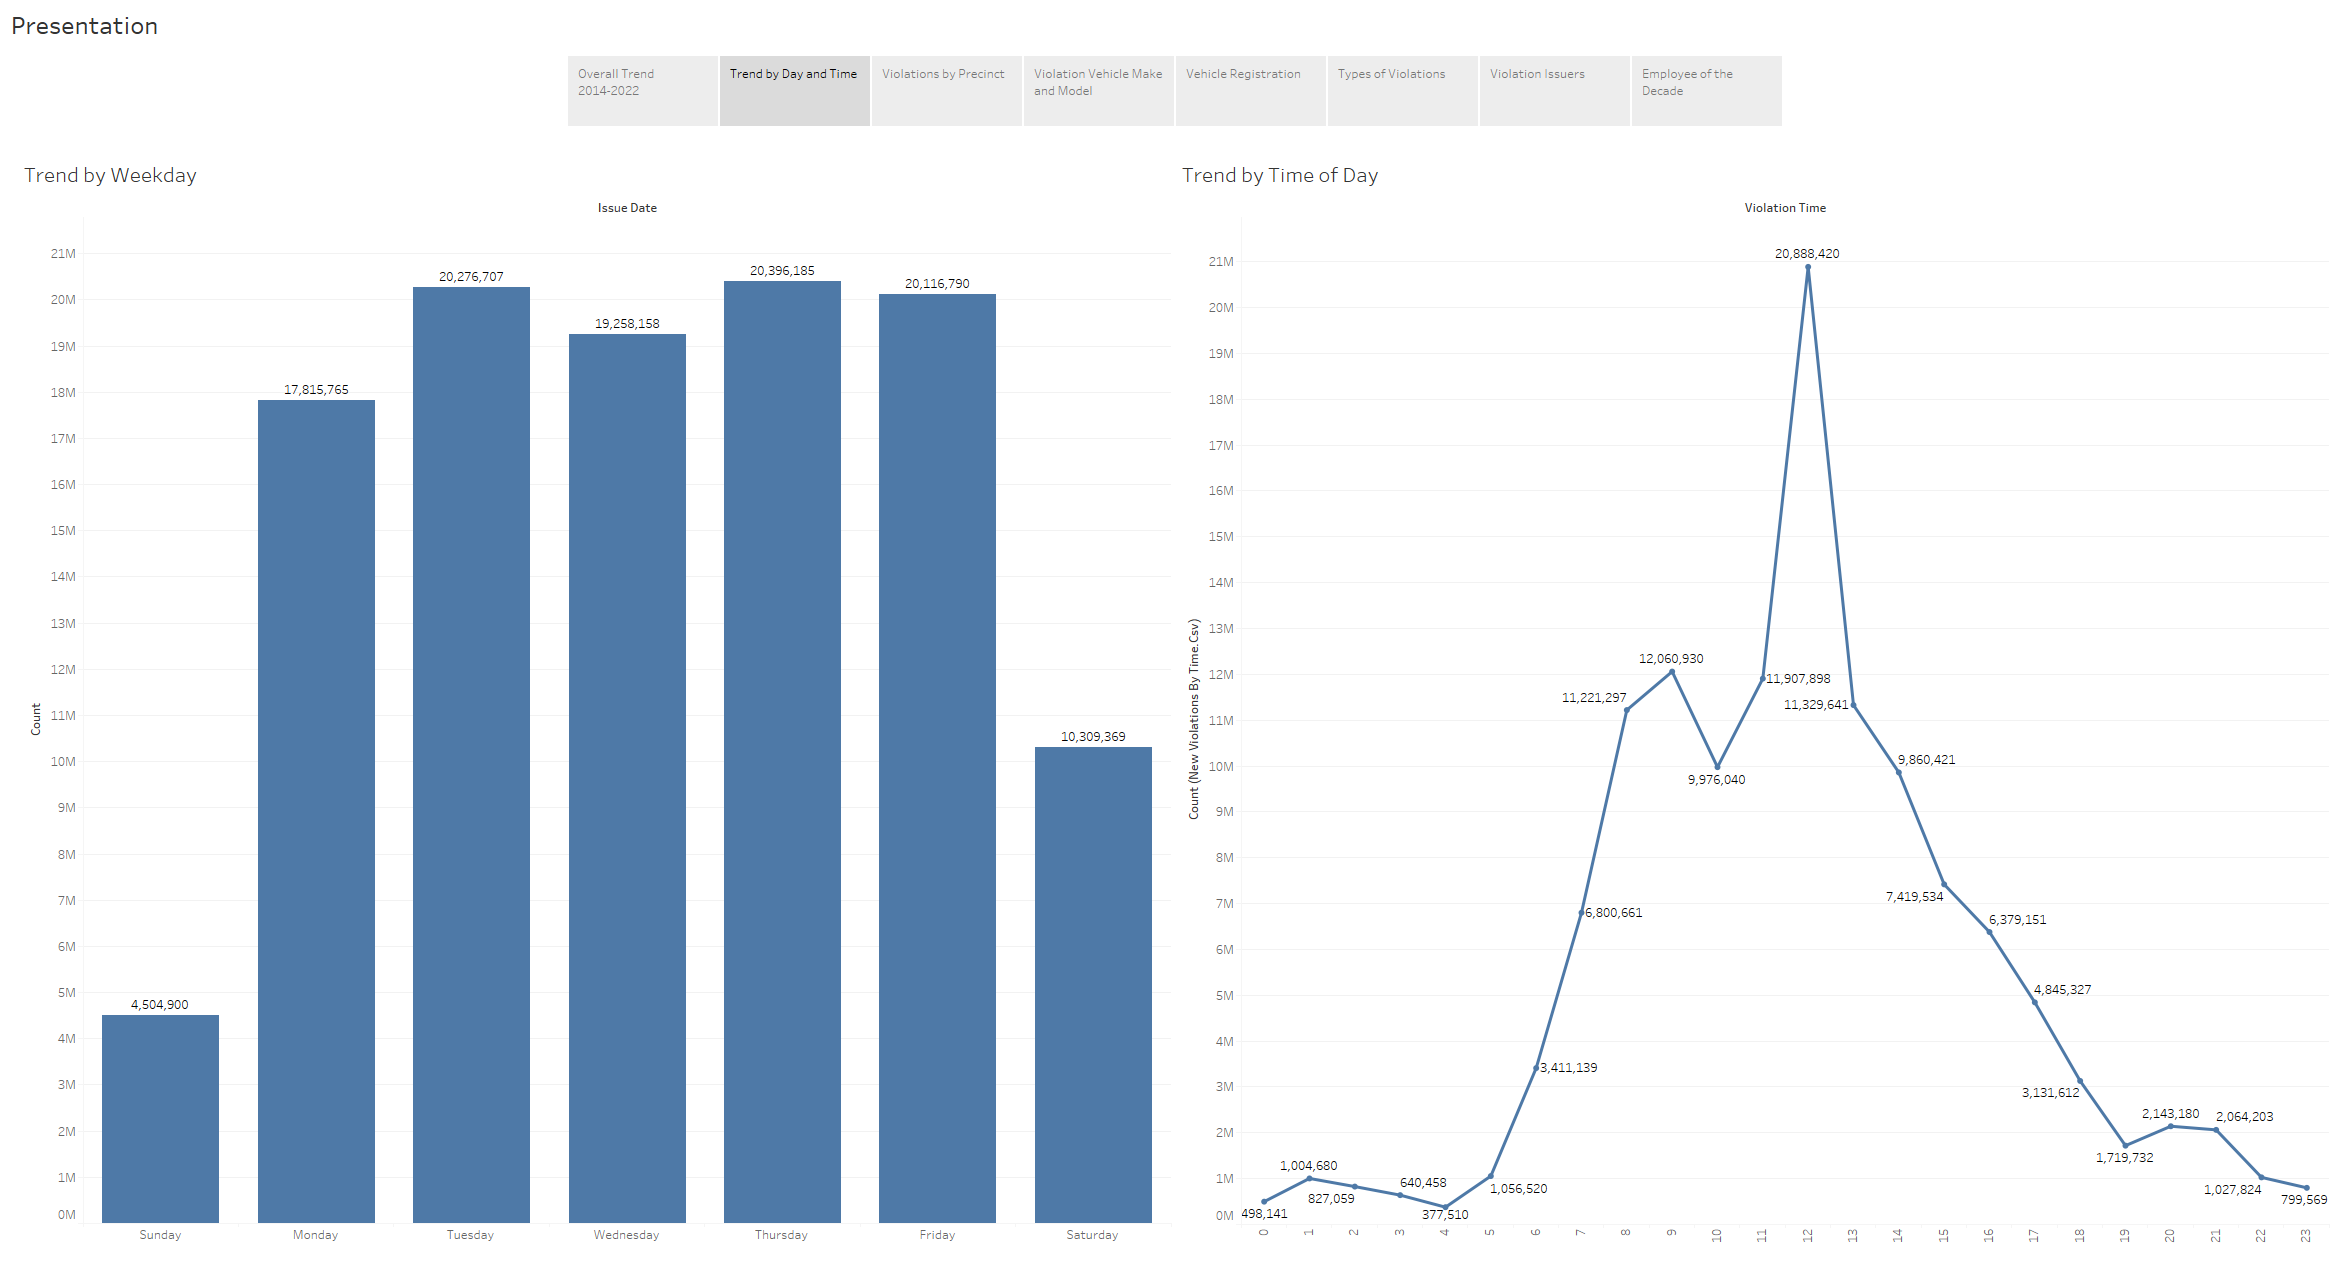 Presentation
Overall Trend
2014-2022
Trend by Day and Time
Violations by Precinct
Violation Vehicle Make
and Model
Vehicle Registration
Types of Violations
Violation Issuers
Employee of the
Decade
Trend by Weekday
Issue Date
21M
20M
19M
18M
17M
16M
15M
14M
13M
12M
11M
10M
9M
8M
7M
6M
5M
4M
3M
2M
1M
0M
Count
4,504,900
17,815,765
20,276,707
19,258,158
20,396,185
20,116,790
10,309,369
Sunday
Monday
Tuesday
Wednesday
Thursday
Friday
Saturday
Trend by Time of Day
Violation Time
21M
20M
19M
18M
17M
16M
15M
14M
13M
12M
11M
10M
9M
8M
7M
6M
5M
4M
3M
2M
1M
0M
Count (New Violations By Time.Csv)
498,141
1,004,680
827,059
640,458
377,510
1,056,520
3,411,139
6,800,661
11,221,297
12,060,930
9,976,040
11,907,898
20,888,420
11,329,641
9,860,421
7,419,534
6,379,151
4,845,327
3,131,612
1,719,732
2,143,180
2,064,203
1,027,824
799,569
0
1
2
3
4
5
6
7
8
9
10
11
12
13
14
15
16
17
18
19
20
21
22
23